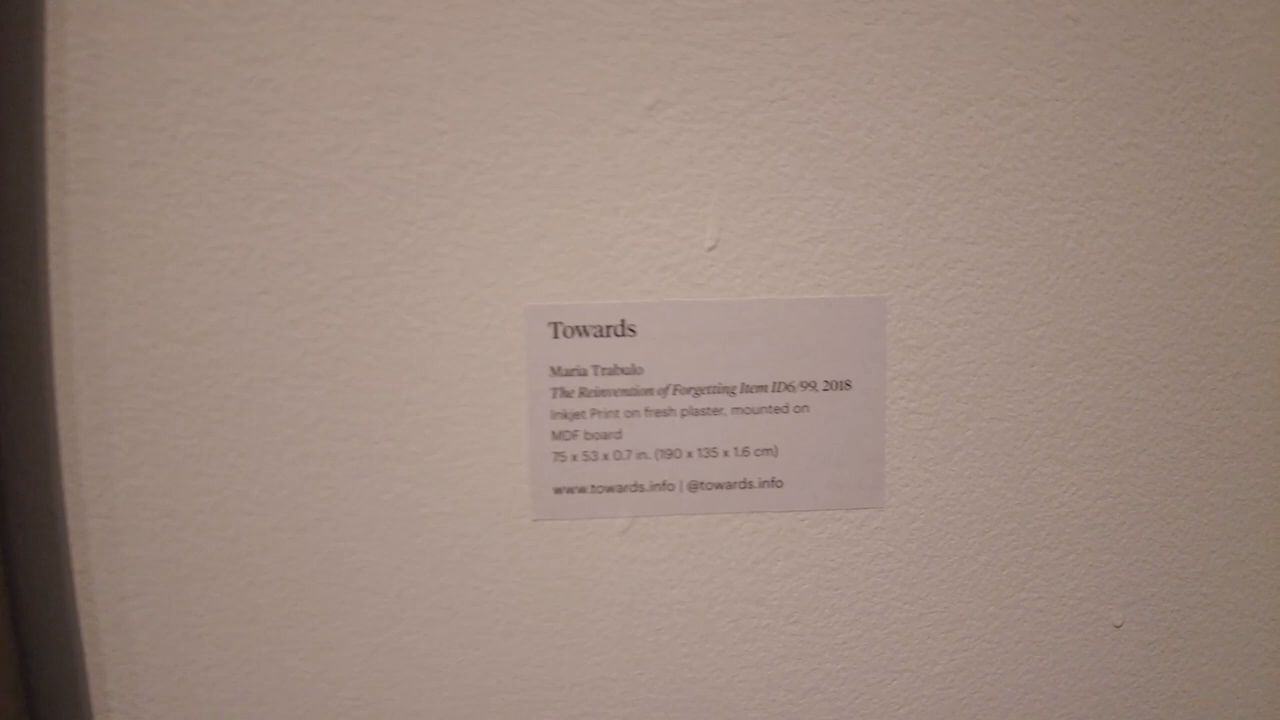 Towards
Maria Trabulo
The Reinvention of Forgetting Item ID6/99, 2018
Inkjet Print on fresh plaster, mounted on
MDF board
75 x 53 x 0.7 in. (190 x 135 x 1.6 cm)
www.towards.info | @towards.info